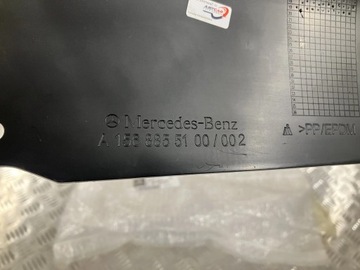 Mercedes-Benz
A 156 885 51 00 /002
>PP/EPDM